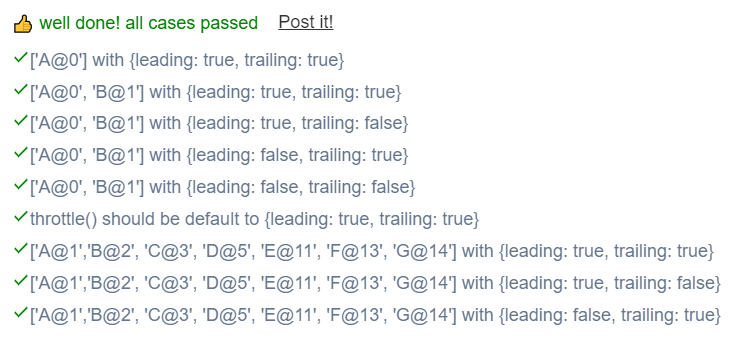 well done! all cases passed Post it!
['A@0'] with {leading: true, trailing: true}
['A@0', 'B@1'] with {leading: true, trailing: true}
['A@0', 'B@1'] with {leading: true, trailing: false}
['A@0', 'B@1'] with {leading: false, trailing: true}
['A@0', 'B@1'] with {leading: false, trailing: false}
throttle() should be default to {leading: true, trailing: true}
['A@1','B@2', 'C@3', 'D@5', 'E@11', 'F@13', 'G@14'] with {leading: true, trailing: true}
['A@1','B@2', 'C@3', 'D@5', 'E@11', 'F@13', 'G@14'] with {leading: true, trailing: false}
['A@1','B@2', 'C@3', 'D@5', 'E@11', 'F@13', 'G@14'] with {leading: false, trailing: true}